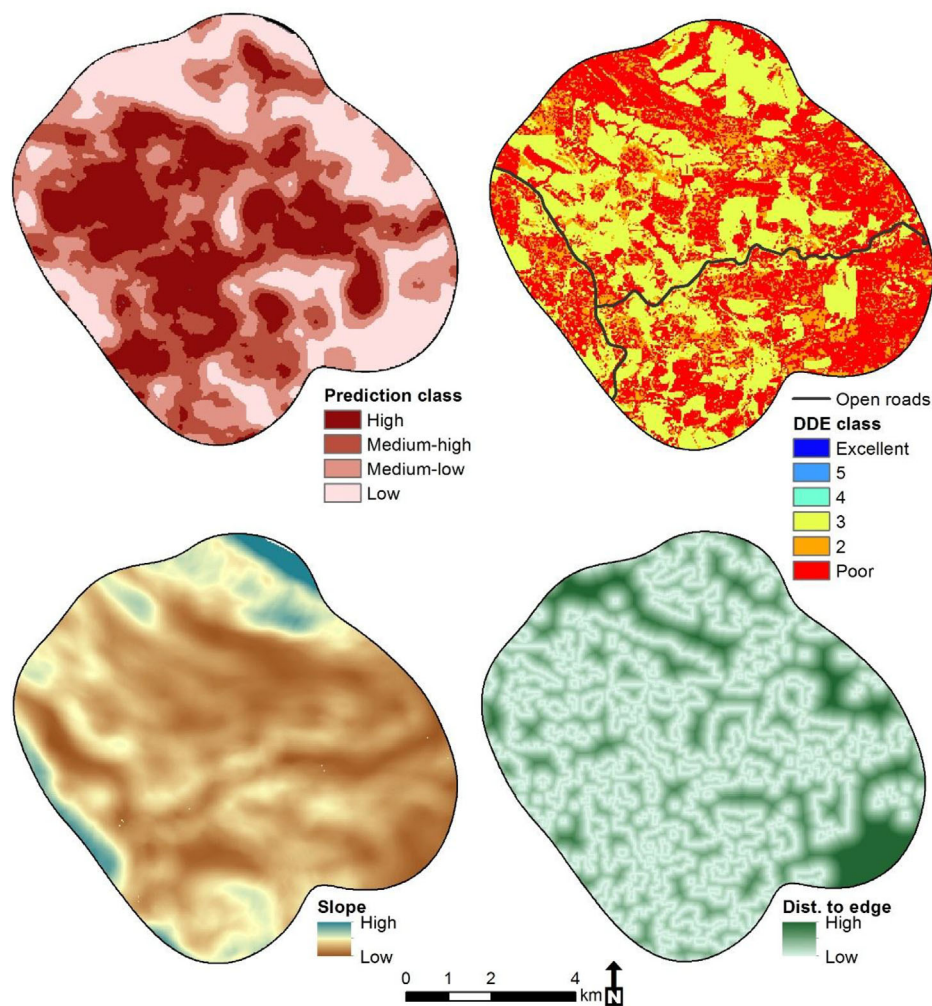 Prediction class
High
Medium-high
Medium-low
Low
Open roads
DDE class
Excellent
5
4
3
2
Poor
Slope
High
Low
Dist. to edge
High
Low
0 1 2 4
km
N